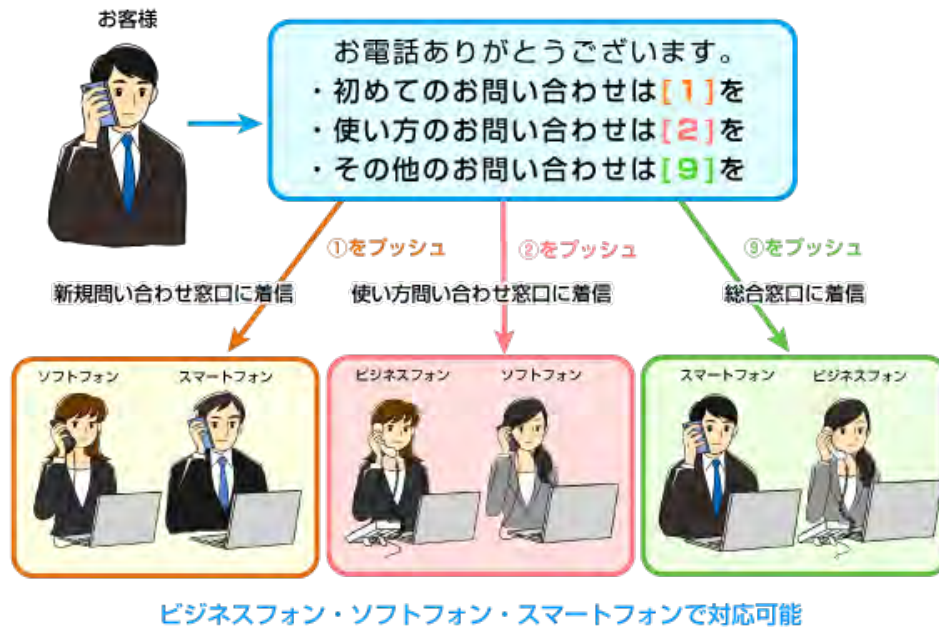 お客様
お電話ありがとうございます。
・初めてのお問い合わせは[1]を
・使い方のお問い合わせは[2]を
・その他のお問い合わせは[9]を
①をプッシュ
②をプッシュ
⑨をプッシュ
新規問い合わせ窓口に着信
使い方問い合わせ窓口に着信
総合窓口に着信
ソフトフォン
スマートフォン
ビジネスフォン
ソフトフォン
スマートフォン
ビジネスフォン
ビジネスフォン・ソフトフォン・スマートフォンで対応可能